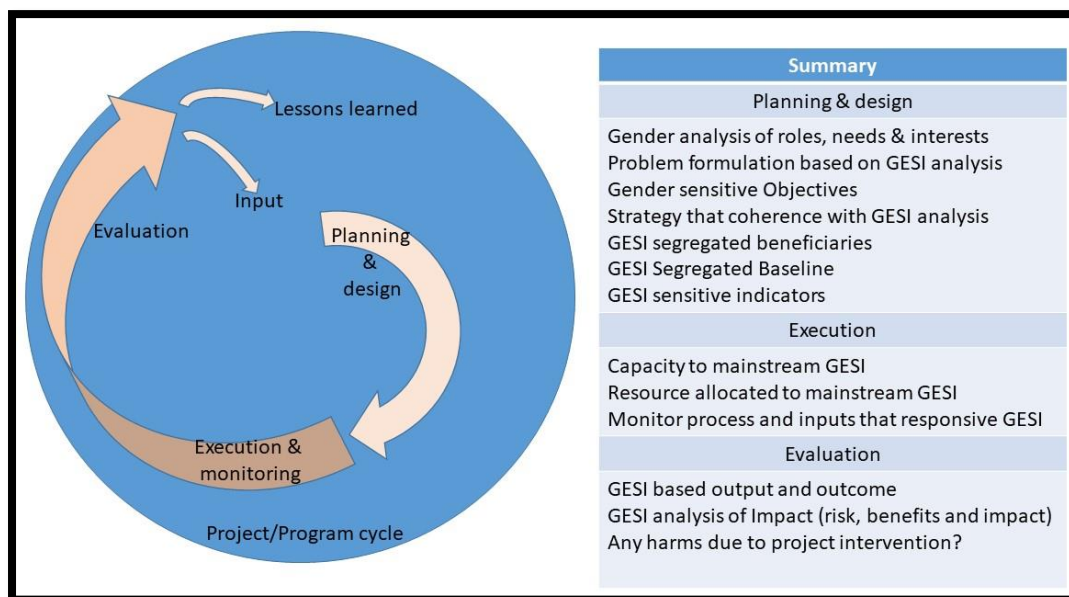 Lessons learned
Input
Evaluation
Planning
&
design
Execution &
monitoring
Project/Program cycle
Summary
Planning & design
Gender analysis of roles, needs & interests
Problem formulation based on GESI analysis
Gender sensitive Objectives
Strategy that coherence with GESI analysis
GESI segregated beneficiaries
GESI Segregated Baseline
GESI sensitive indicators
Execution
Capacity to mainstream GESI
Resource allocated to mainstream GESI
Monitor process and inputs that responsive GESI
Evaluation
GESI based output and outcome
GESI analysis of Impact (risk, benefits and impact)
Any harms due to project intervention?